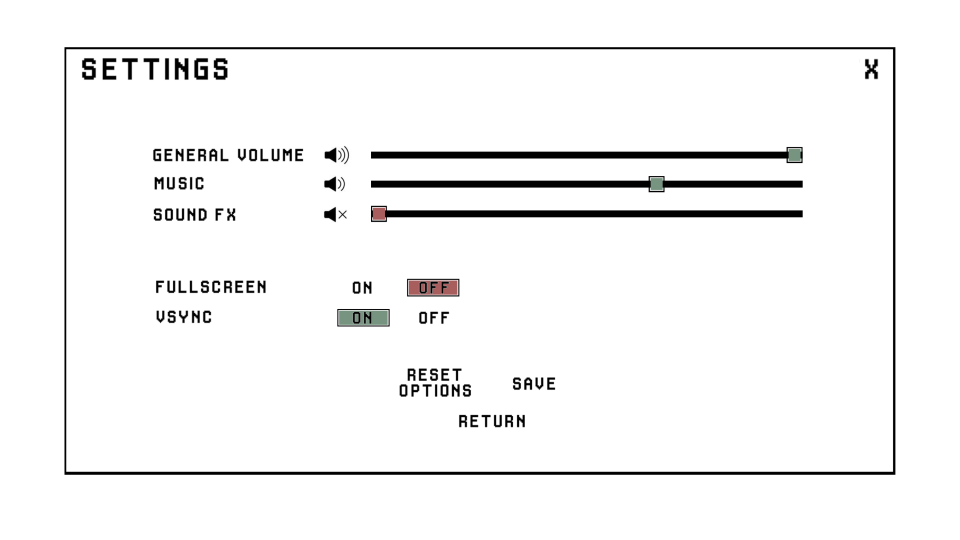 SETTINGS X
GENERAL VOLUME
MUSIC
SOUND FX
FULLSCREEN ON OFF
VSYNC ON OFF
RESET
OPTIONS
SAVE
RETURN